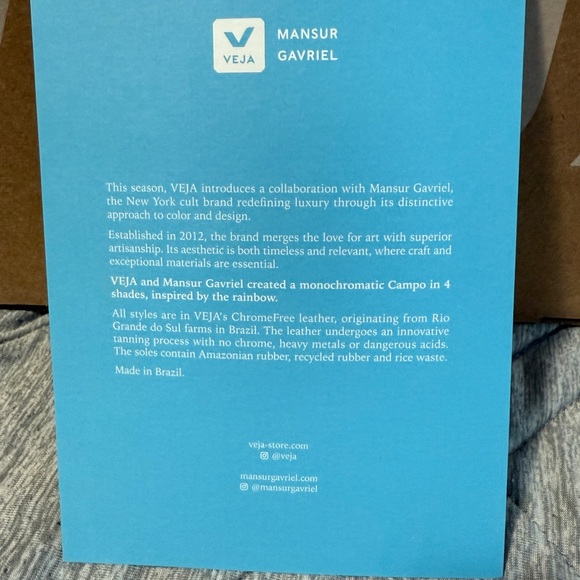 VEJA
MANSUR
GAVRIEL
This season, VEJA introduces a collaboration with Mansur Gavriel,
the New York cult brand redefining luxury through its distinctive
approach to color and design.
Established in 2012, the brand merges the love for art with superior
artisanship. Its aesthetic is both timeless and relevant, where craft and
exceptional materials are essential.
VEJA and Mansur Gavriel created a monochromatic Campo in 4
shades, inspired by the rainbow.
All styles are in VEJA's ChromeFree leather, originating from Rio
Grande do Sul farms in Brazil. The leather undergoes an innovative
tanning process with no chrome, heavy metals or dangerous acids.
The soles contain Amazonian rubber, recycled rubber and rice waste.
Made in Brazil.
veja-store.com
@veja
mansurgavriel.com
@mansurgavriel